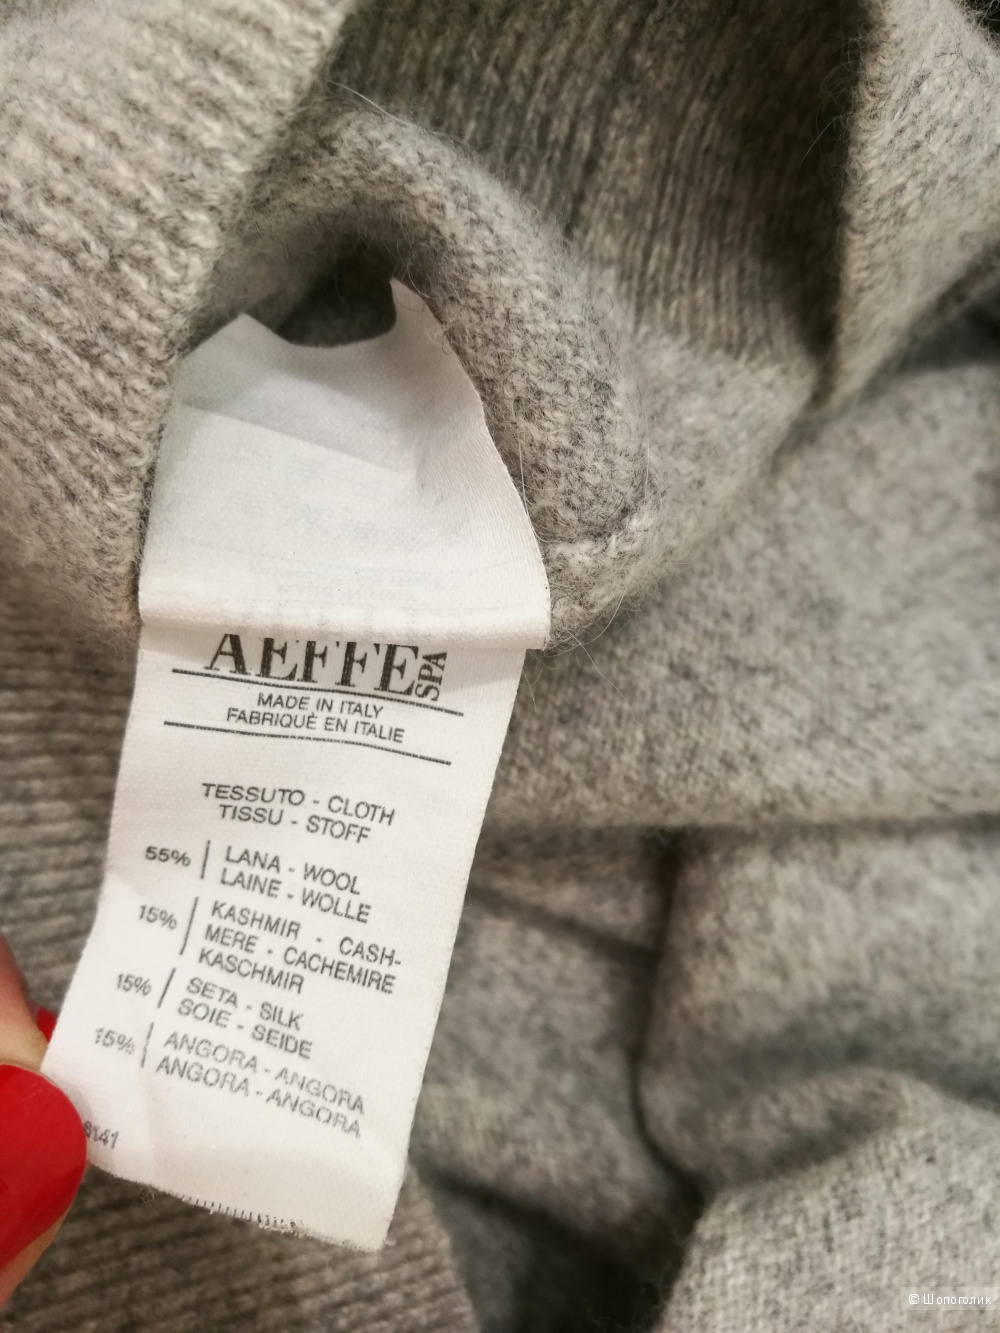 AEFFE SPA
MADE IN ITALY
FABRIQUÉ EN ITALIE
TESSUTO - CLOTH
TISSU - STOFF
55% LANA - WOOL
LAINE - WOLLE
15% KASHMIR - CASH-
MERE - CACHEMIRE
KASCHMIR
15% SETA - SILK
SOIE - SEIDE
15% ANGORA - ANGORA
ANGORA - ANGORA
© Шопоголик